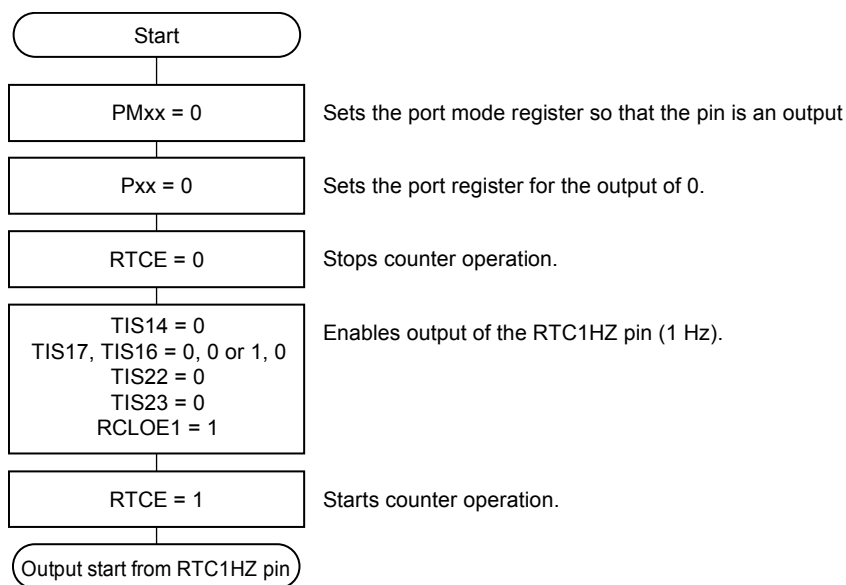 Start
PMxx = 0
Sets the port mode register so that the pin is an output
Pxx = 0
Sets the port register for the output of 0.
RTCE = 0
Stops counter operation.
TIS14 = 0
TIS17, TIS16 = 0, 0 or 1, 0
TIS22 = 0
TIS23 = 0
RCLOE1 = 1
Enables output of the RTC1HZ pin (1 Hz).
RTCE = 1
Starts counter operation.
Output start from RTC1HZ pin